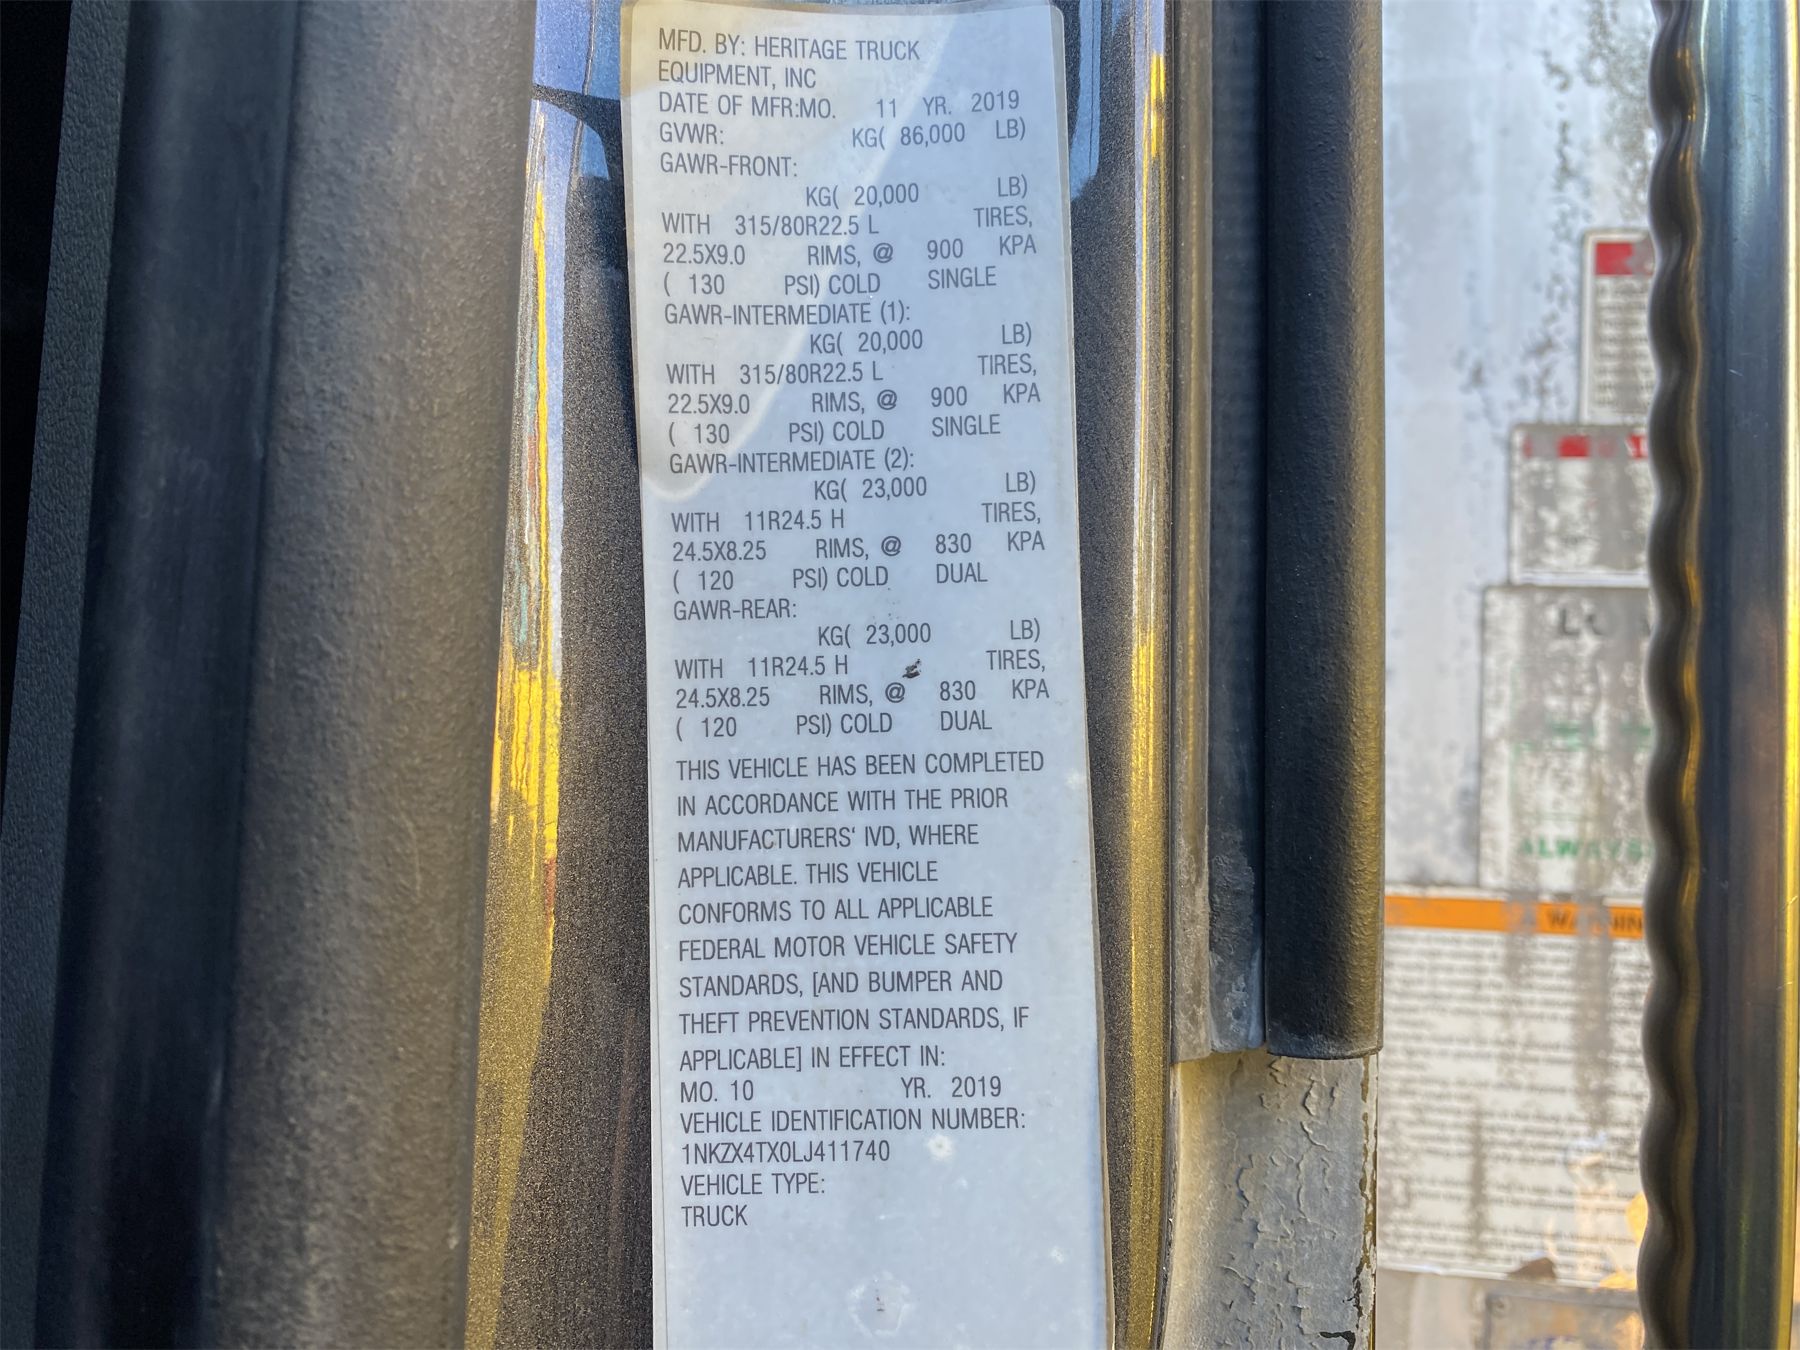 MFD. BY: HERITAGE TRUCK
EQUIPMENT, INC
DATE OF MFR:MO. 11 YR. 2019
GVWR: KG( 86,000 LB)
GAWR-FRONT:
KG( 20,000 LB)
WITH 315/80R22.5 L TIRES,
22.5X9.0 RIMS, @ 900 KPA
( 130 PSI) COLD SINGLE
GAWR-INTERMEDIATE (1):
KG( 20,000 LB)
WITH 315/80R22.5 L TIRES,
22.5X9.0 RIMS, @ 900 KPA
( 130 PSI) COLD SINGLE
GAWR-INTERMEDIATE (2):
KG( 23,000 LB)
WITH 11R24.5 H TIRES,
24.5X8.25 RIMS, @ 830 KPA
( 120 PSI) COLD DUAL
GAWR-REAR:
KG( 23,000 LB)
WITH 11R24.5 H TIRES,
24.5X8.25 RIMS, @ 830 KPA
( 120 PSI) COLD DUAL
THIS VEHICLE HAS BEEN COMPLETED
IN ACCORDANCE WITH THE PRIOR
MANUFACTURERS' IVD, WHERE
APPLICABLE. THIS VEHICLE
CONFORMS TO ALL APPLICABLE
FEDERAL MOTOR VEHICLE SAFETY
STANDARDS, [AND BUMPER AND
THEFT PREVENTION STANDARDS, IF
APPLICABLE] IN EFFECT IN:
MO. 10 YR. 2019
VEHICLE IDENTIFICATION NUMBER:
1NKZX4TX0LJ411740
VEHICLE TYPE:
TRUCK